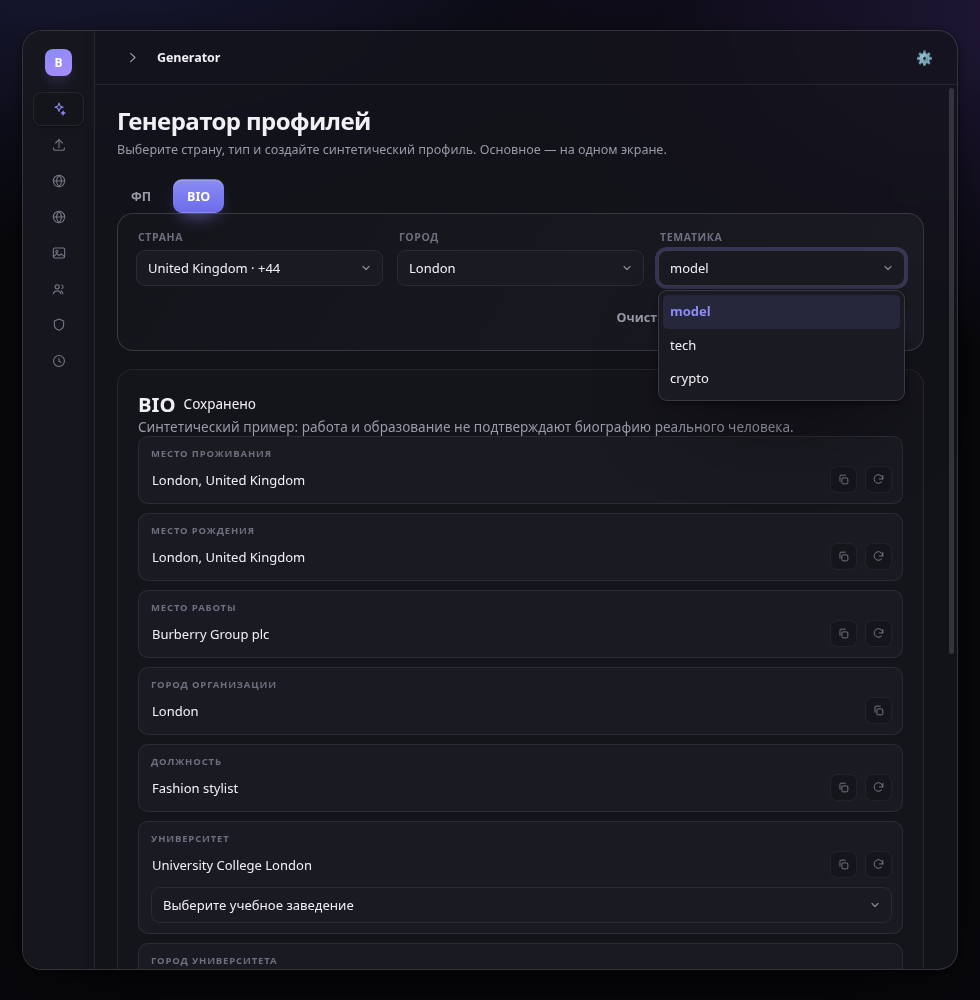 B
Generator
Генератор профилей
Выберите страну, тип и создайте синтетический профиль. Основное — на одном экране.
ФП
BIO
СТРАНА
ГОРОД
ТЕМАТИКА
United Kingdom · +44
London
model
Очист
model
tech
crypto
BIO Сохранено
Синтетический пример: работа и образование не подтверждают биографию реального человека.
МЕСТО ПРОЖИВАНИЯ
London, United Kingdom
МЕСТО РОЖДЕНИЯ
London, United Kingdom
МЕСТО РАБОТЫ
Burberry Group plc
ГОРОД ОРГАНИЗАЦИИ
London
ДОЛЖНОСТЬ
Fashion stylist
УНИВЕРСИТЕТ
University College London
Выберите учебное заведение
ГОРОД УНИВЕРСИТЕТА